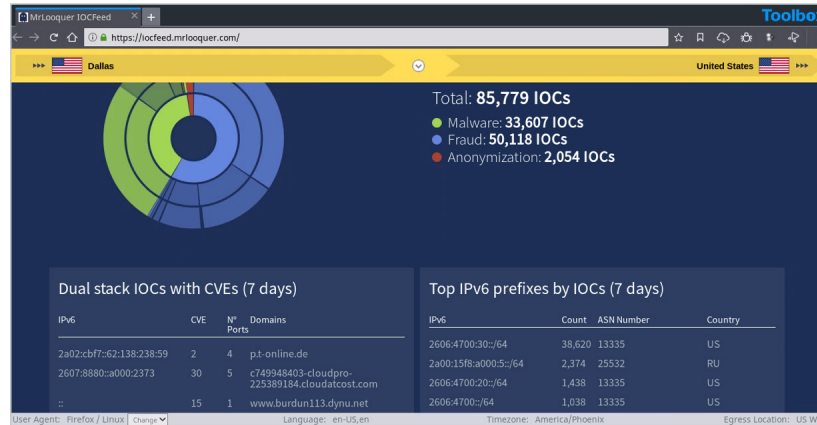 MrLooquer IOCFeed
Toolbo
https://iocfeed.mrlooquer.com/
Dallas
United States
Total: 85,779 IOCs
Malware: 33,607 IOCs
Fraud: 50,118 IOCs
Anonymization: 2,054 IOCs
Dual stack IOCs with CVEs (7 days)
IPv6 CVE Nº Ports Domains
2a02:cbf7::62:138:238:59 2 4 p.t-online.de
2607:8880::a000:2373 30 5 c749948403-cloudpro-
225389184.cloudatcost.com
:: 15 1 www.burdun113.dynu.net
Top IPv6 prefixes by IOCs (7 days)
IPv6 Count ASN Number Country
2606:4700:30::/64 38,620 13335 US
2a00:15f8:a000:5::/64 2,374 25532 RU
2606:4700:20::/64 1,438 13335 US
2606:4700::/64 1,038 13335 US
User Agent: Firefox / Linux Change Language: en-US,en Timezone: America/Phoenix Egress Location: US W